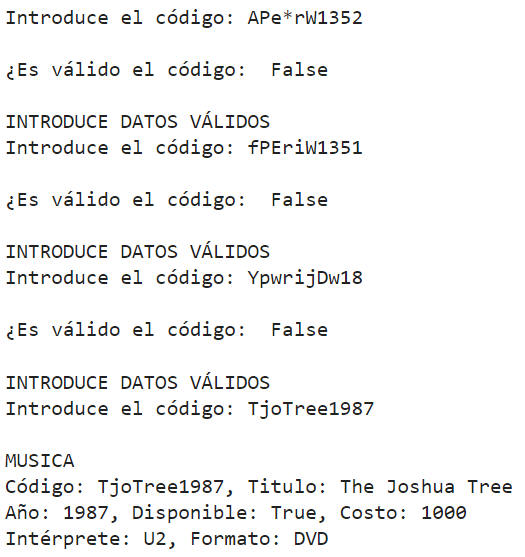 Introduce el código: APe*rW1352
¿Es válido el código:  False
INTRODUCE DATOS VÁLIDOS
Introduce el código: fPEriW1351
¿Es válido el código:  False
INTRODUCE DATOS VÁLIDOS
Introduce el código: YpwrijDw18
¿Es válido el código:  False
INTRODUCE DATOS VÁLIDOS
Introduce el código: TjoTree1987
MUSICA
Código: TjoTree1987, Titulo: The Joshua Tree
Año: 1987, Disponible: True, Costo: 1000
Intérprete: U2, Formato: DVD